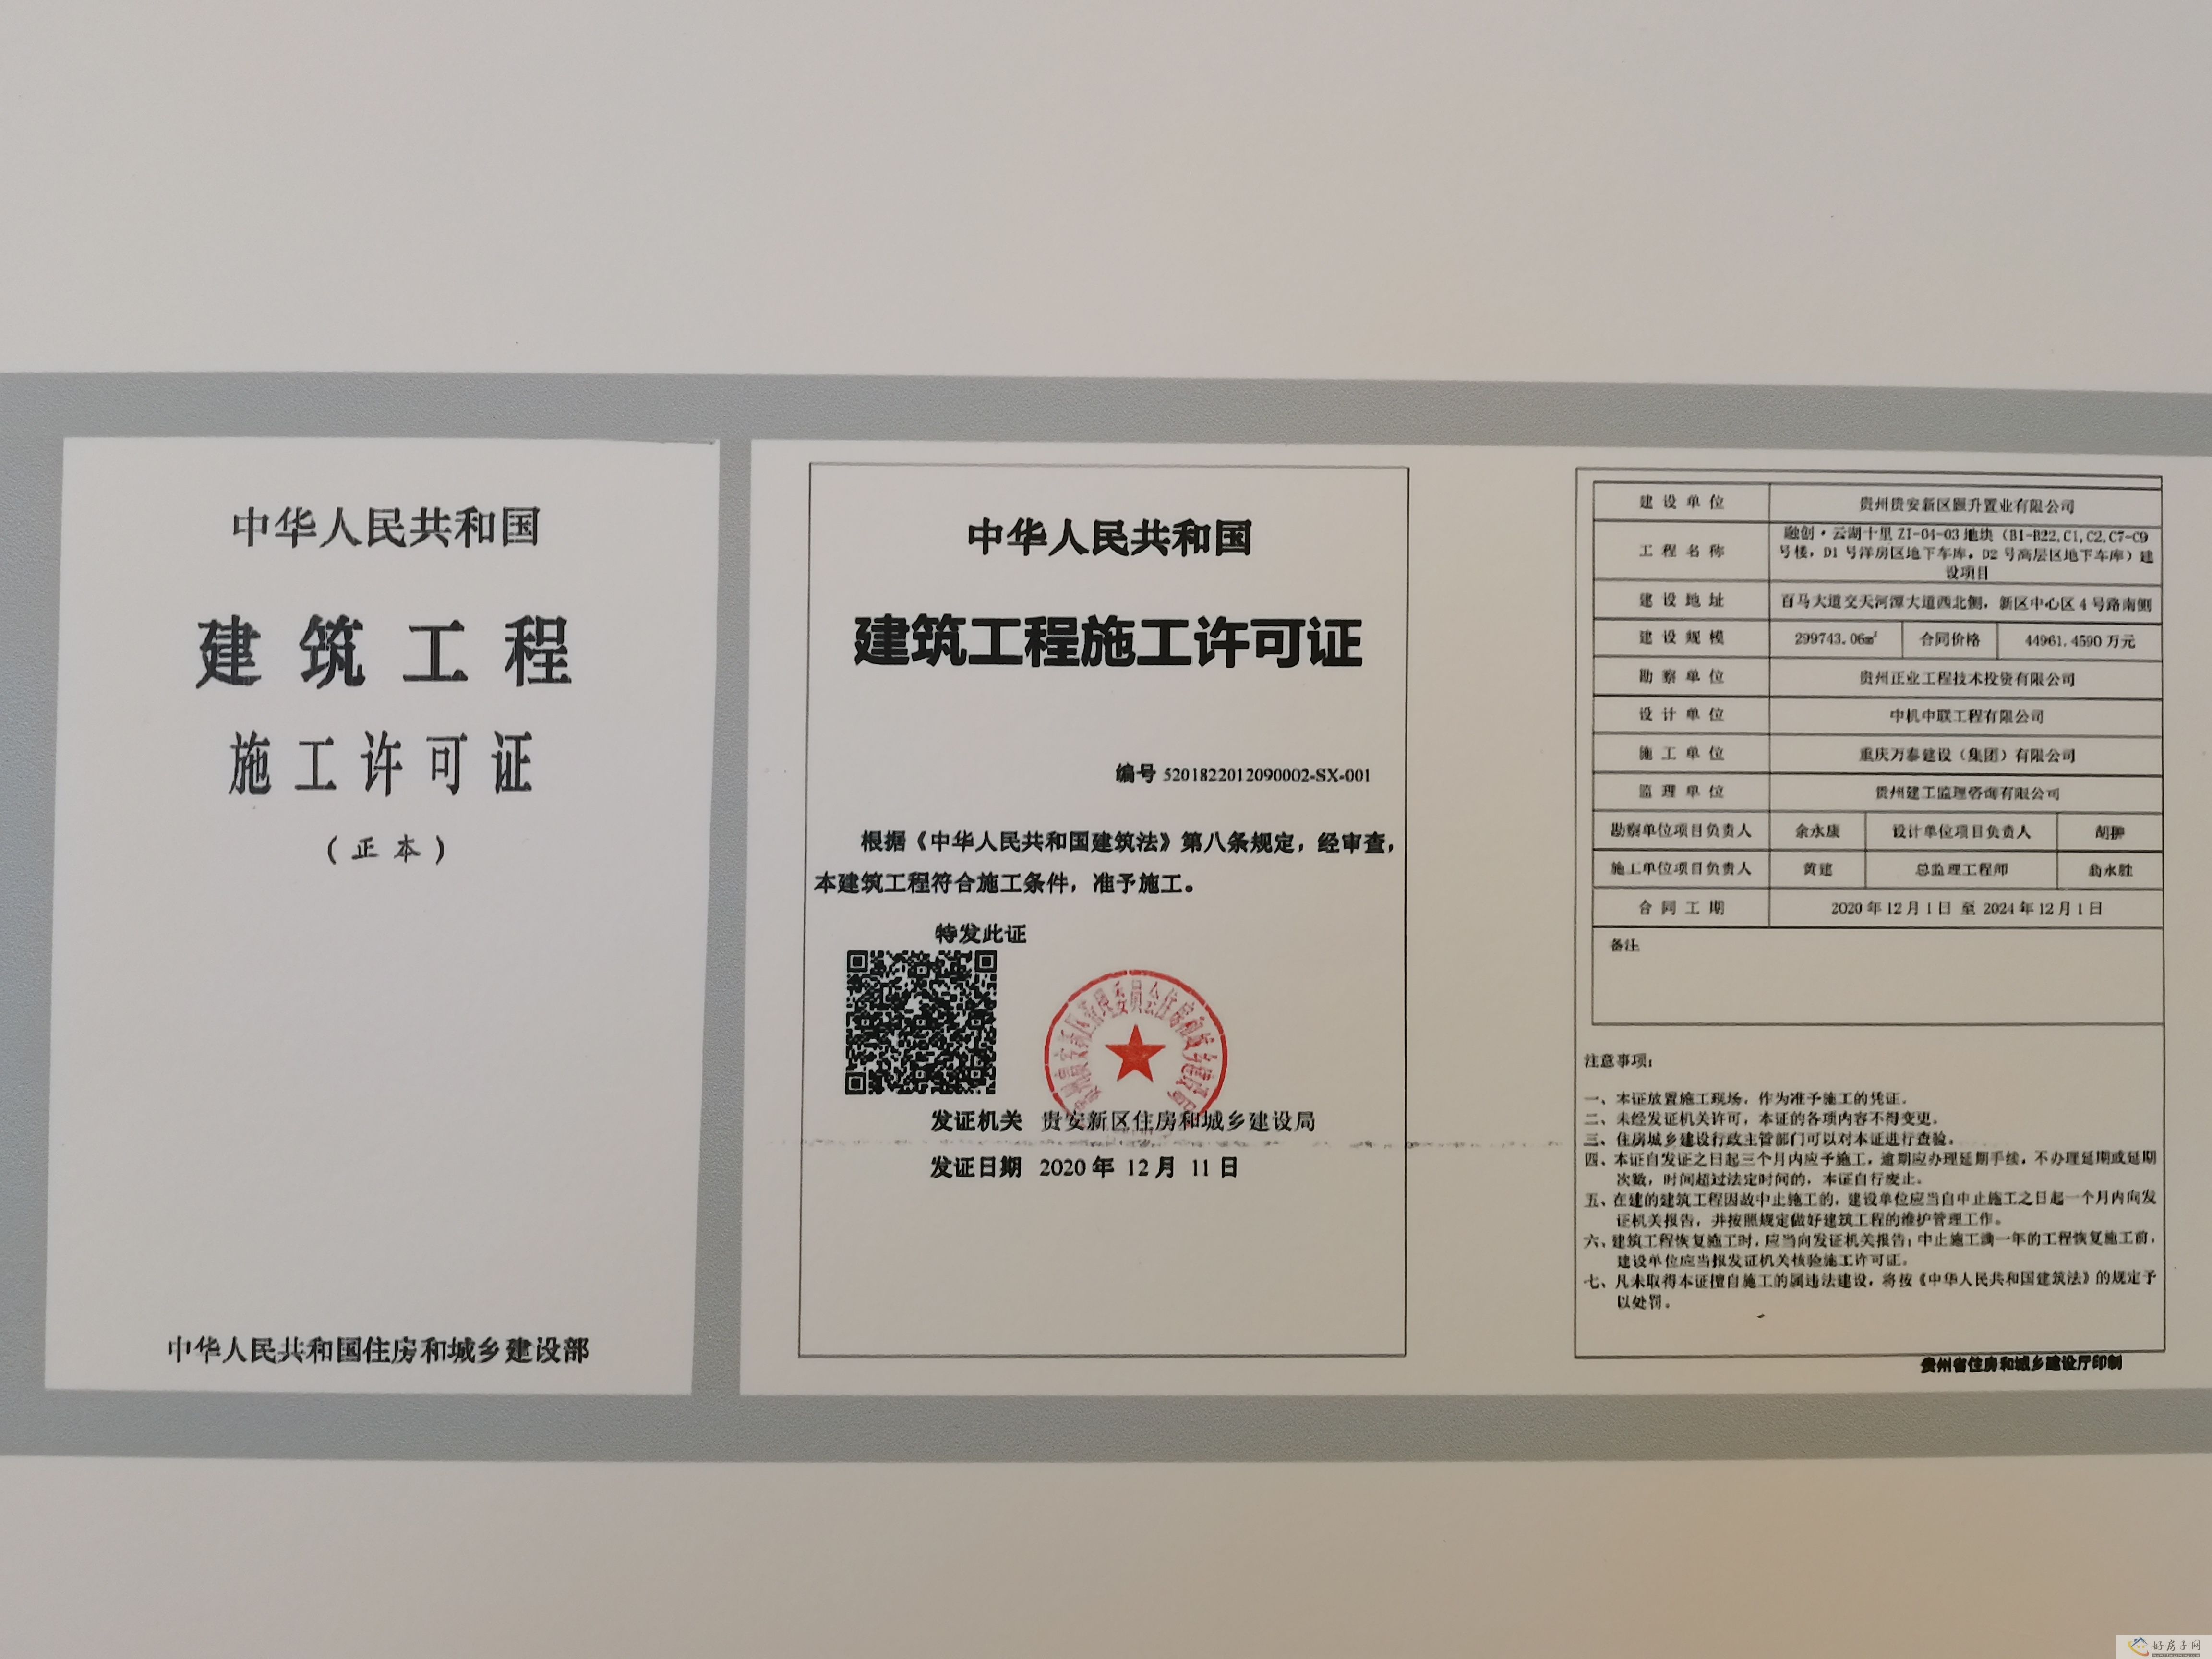 中华人民共和国
建 筑 工 程
施 工 许 可 证
(正 本)
中华人民共和国住房和城乡建设部
中华人民共和国
建筑工程施工许可证
编号 5201822012090002-SX-001
根据《中华人民共和国建筑法》第八条规定，经审查，
本建筑工程符合施工条件，准予施工。
特发此证
发证机关 贵安新区住房和城乡建设局
发证日期 2020 年 12 月 11 日
建 设 单 位 贵州贵安新区颐升置业有限公司
工 程 名 称 融创·云湖十里 Z1-04-03 地块（B1-B22,C1,C2,C7-C9
号楼，D1 号洋房区地下车库，D2 号高层区地下车库）建
设项目
建 设 地 址 百马大道交天河潭大道西北侧，新区中心区 4 号路南侧
建 设 规 模 299743.06㎡ 合同价格 44961.4590 万元
勘 察 单 位 贵州正业工程技术投资有限公司
设 计 单 位 中机中联工程有限公司
施 工 单 位 重庆万泰建设（集团）有限公司
监 理 单 位 贵州建工监理咨询有限公司
勘察单位项目负责人 余永康 设计单位项目负责人 胡翀
施工单位项目负责人 黄建 总监理工程师 翁永胜
合 同 工 期 2020 年 12 月 1 日 至 2024 年 12 月 1 日
备注
注意事项：
一、本证放置施工现场，作为准予施工的凭证。
二、未经发证机关许可，本证的各项内容不得变更。
三、住房城乡建设行政主管部门可以对本证进行查验。
四、本证自发证之日起三个月内应予施工，逾期应办理延期手续，不办理延期或延期
次数，时间超过法定时间的，本证自行废止。
五、在建的建筑工程因故中止施工的，建设单位应当自中止施工之日起一个月内向发
证机关报告，并按照规定做好建筑工程的维护管理工作。
六、建筑工程恢复施工时，应当向发证机关报告；中止施工满一年的工程恢复施工前，
建设单位应当报发证机关核验施工许可证。
七、凡未取得本证擅自施工的属违法建设，将按《中华人民共和国建筑法》的规定予
以处罚。
贵州省住房和城乡建设厅印制
好房子网